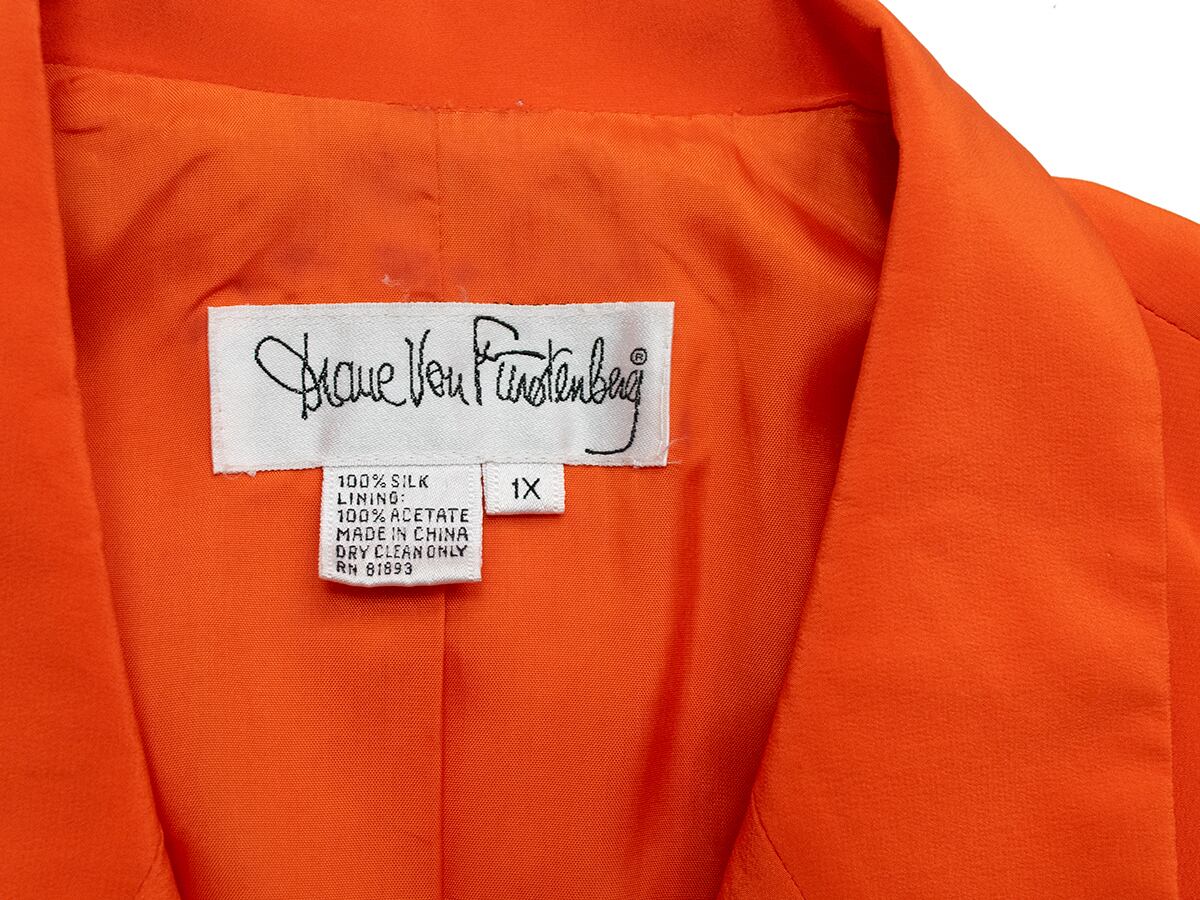 Diane Von Furstenberg ®
100% SILK
LINING:
100% ACETATE
MADE IN CHINA
DRY CLEAN ONLY
RN 81893
1X